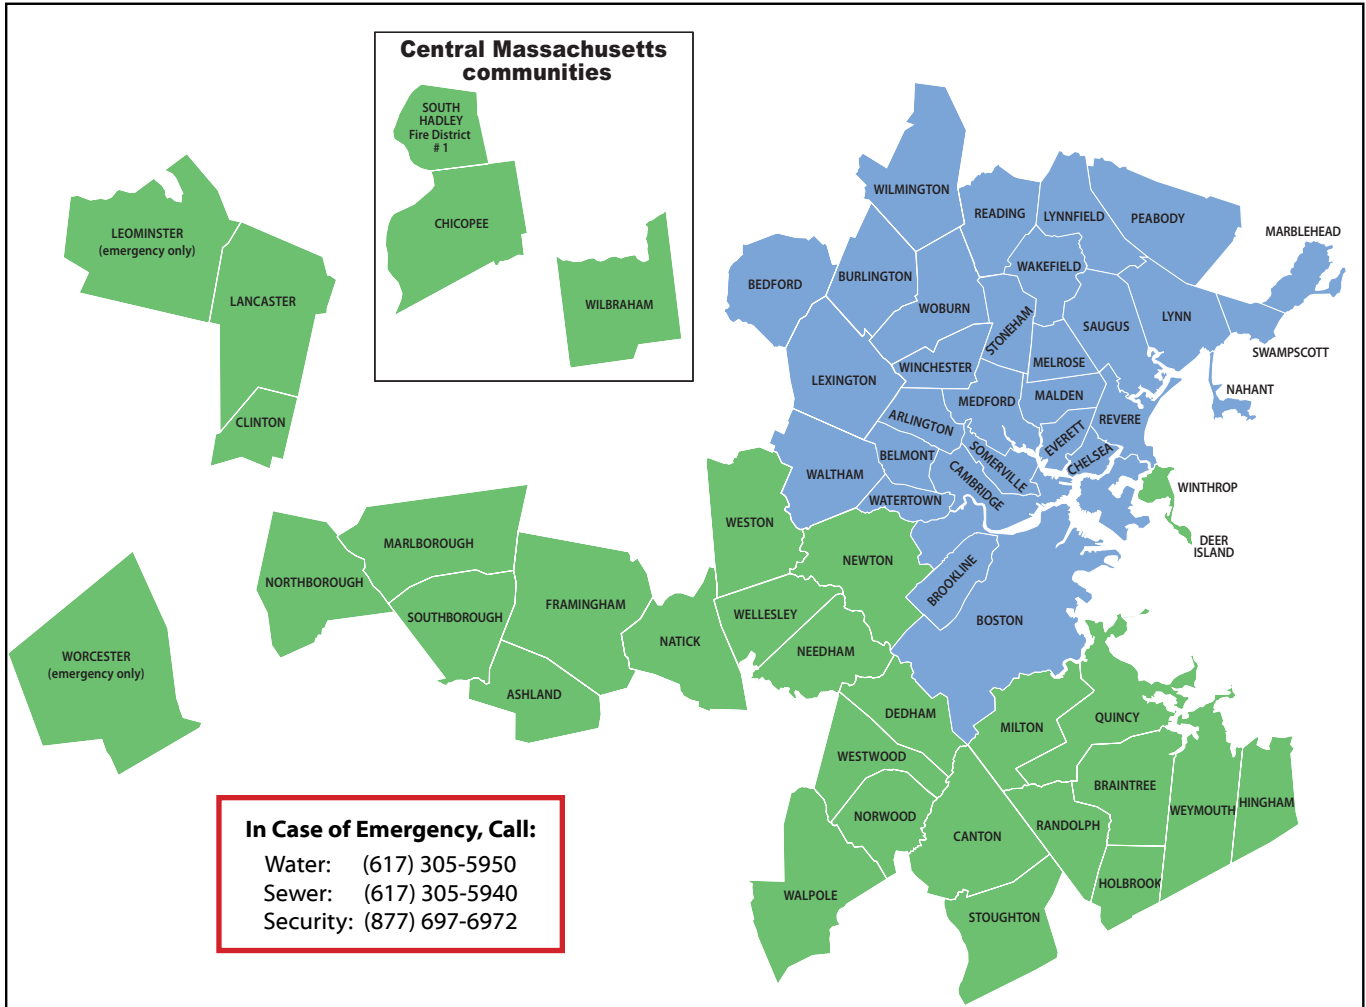 Central Massachusetts
communities
SOUTH
HADLEY
Fire District
# 1
CHICOPEE
WILBRAHAM
LEOMINSTER
(emergency only)
LANCASTER
CLINTON
WILMINGTON
READING
LYNNFIELD
PEABODY
MARBLEHEAD
BEDFORD
BURLINGTON
WAKEFIELD
WOBURN
STONEHAM
SAUGUS
LYNN
SWAMPSCOTT
LEXINGTON
WINCHESTER
MELROSE
NAHANT
MEDFORD
MALDEN
ARLINGTON
REVERE
EVERETT
CHELSEA
BELMONT
SOMERVILLE
WALTHAM
CAMBRIDGE
WATERTOWN
WINTHROP
DEER
ISLAND
WESTON
NEWTON
BROOKLINE
BOSTON
MARLBOROUGH
NORTHBOROUGH
SOUTHBOROUGH
FRAMINGHAM
NATICK
WELLESLEY
NEEDHAM
ASHLAND
WORCESTER
(emergency only)
DEDHAM
MILTON
QUINCY
WESTWOOD
NORWOOD
CANTON
RANDOLPH
BRAINTREE
WEYMOUTH
HINGHAM
HOLBROOK
WALPOLE
STOUGHTON
In Case of Emergency, Call:
Water: (617) 305-5950
Sewer: (617) 305-5940
Security: (877) 697-6972